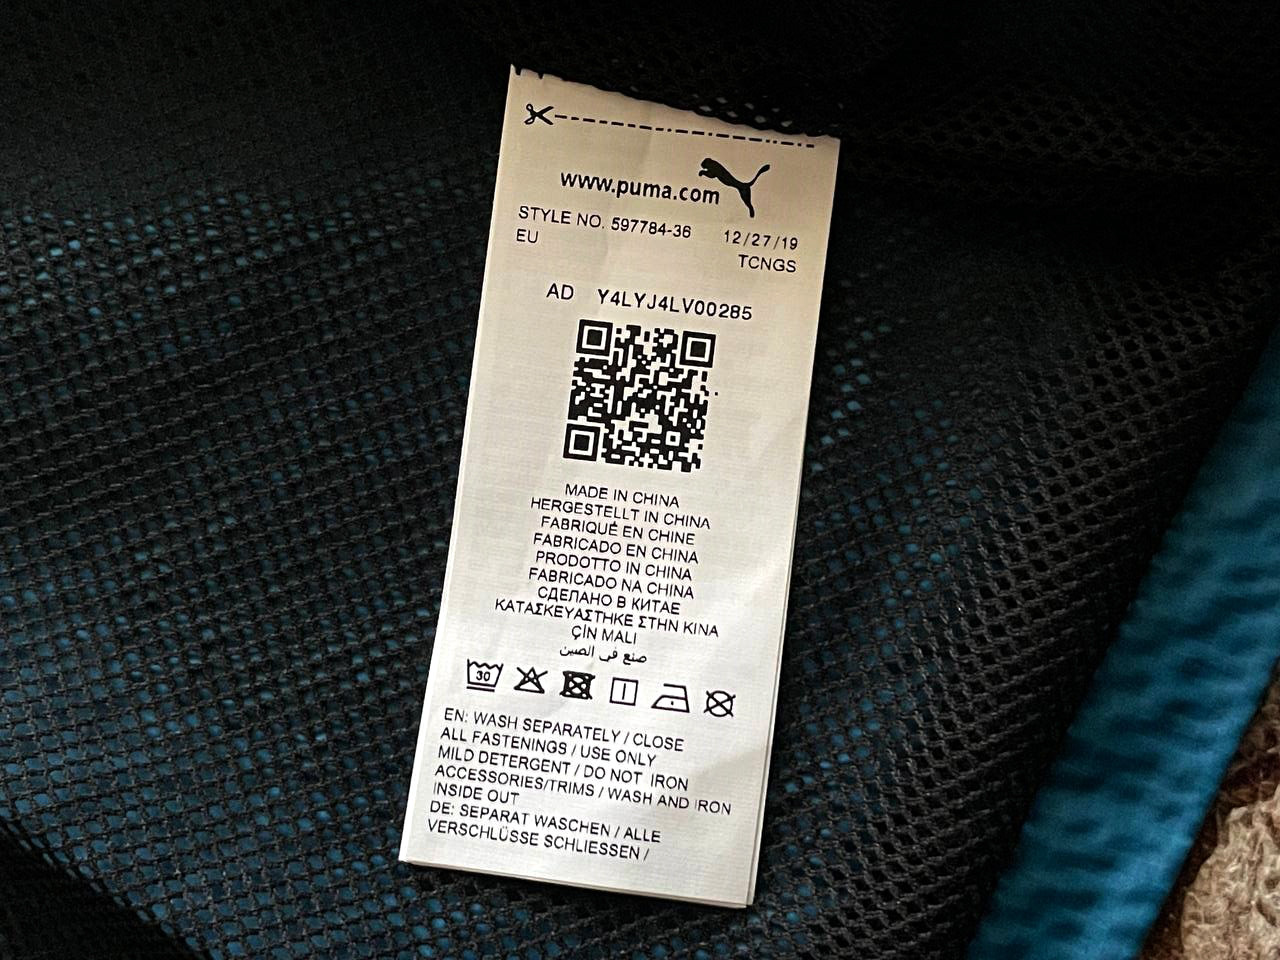 www.puma.com
STYLE NO. 597784-36 12/27/19
EU TCNGS
AD Y4LYJ4LV00285
MADE IN CHINA
HERGESTELLT IN CHINA
FABRIQUÉ EN CHINE
FABRICADO EN CHINA
PRODOTTO IN CHINA
FABRICADO NA CHINA
СДЕЛАНО В КИТАЕ
ΚΑΤΑΣΚΕΥΑΣΤΗΚΕ ΣΤΗΝ ΚΙΝΑ
ÇİN MALI
صنع في الصين
30
EN: WASH SEPARATELY / CLOSE
ALL FASTENINGS / USE ONLY
MILD DETERGENT / DO NOT IRON
ACCESSORIES/TRIMS / WASH AND IRON
INSIDE OUT
DE: SEPARAT WASCHEN / ALLE
VERSCHLÜSSE SCHLIESSEN /